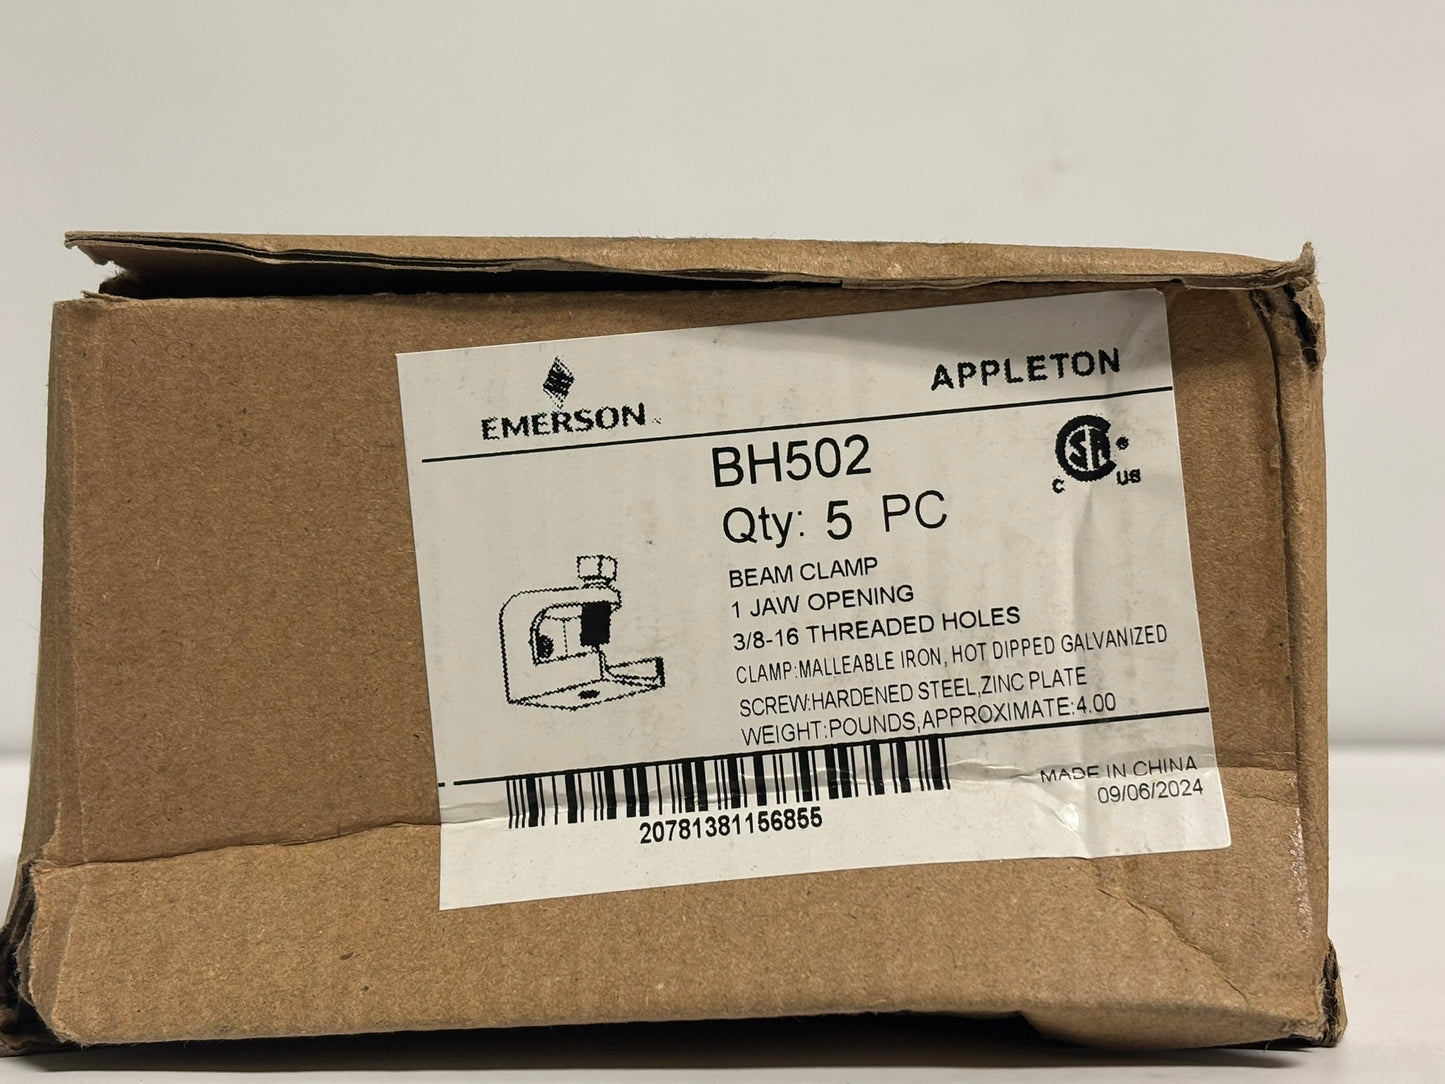 EMERSON
APPLETON
BH502
Qty: 5 PC
CSA
C US
®
BEAM CLAMP
1 JAW OPENING
3/8-16 THREADED HOLES
CLAMP:MALLEABLE IRON, HOT DIPPED GALVANIZED
SCREW:HARDENED STEEL,ZINC PLATE
WEIGHT:POUNDS,APPROXIMATE:4.00
MADE IN CHINA
09/06/2024
20781381156855